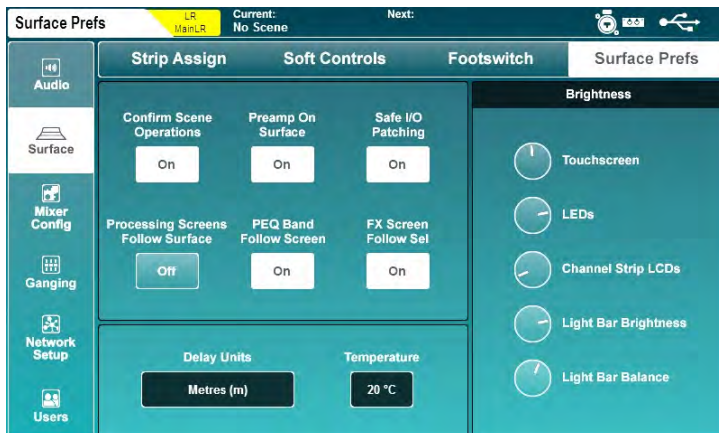 Surface Prefs
LR
MainLR
Current:
No Scene
Next:
Audio
Surface
Mixer
Config
Ganging
Network
Setup
Users
Strip Assign
Soft Controls
Footswitch
Surface Prefs
Confirm Scene
Operations
On
Preamp On
Surface
On
Safe I/O
Patching
On
Processing Screens
Follow Surface
Off
PEQ Band
Follow Screen
On
FX Screen
Follow Sel
On
Delay Units
Metres (m)
Temperature
20 °C
Brightness
Touchscreen
LEDs
Channel Strip LCDs
Light Bar Brightness
Light Bar Balance